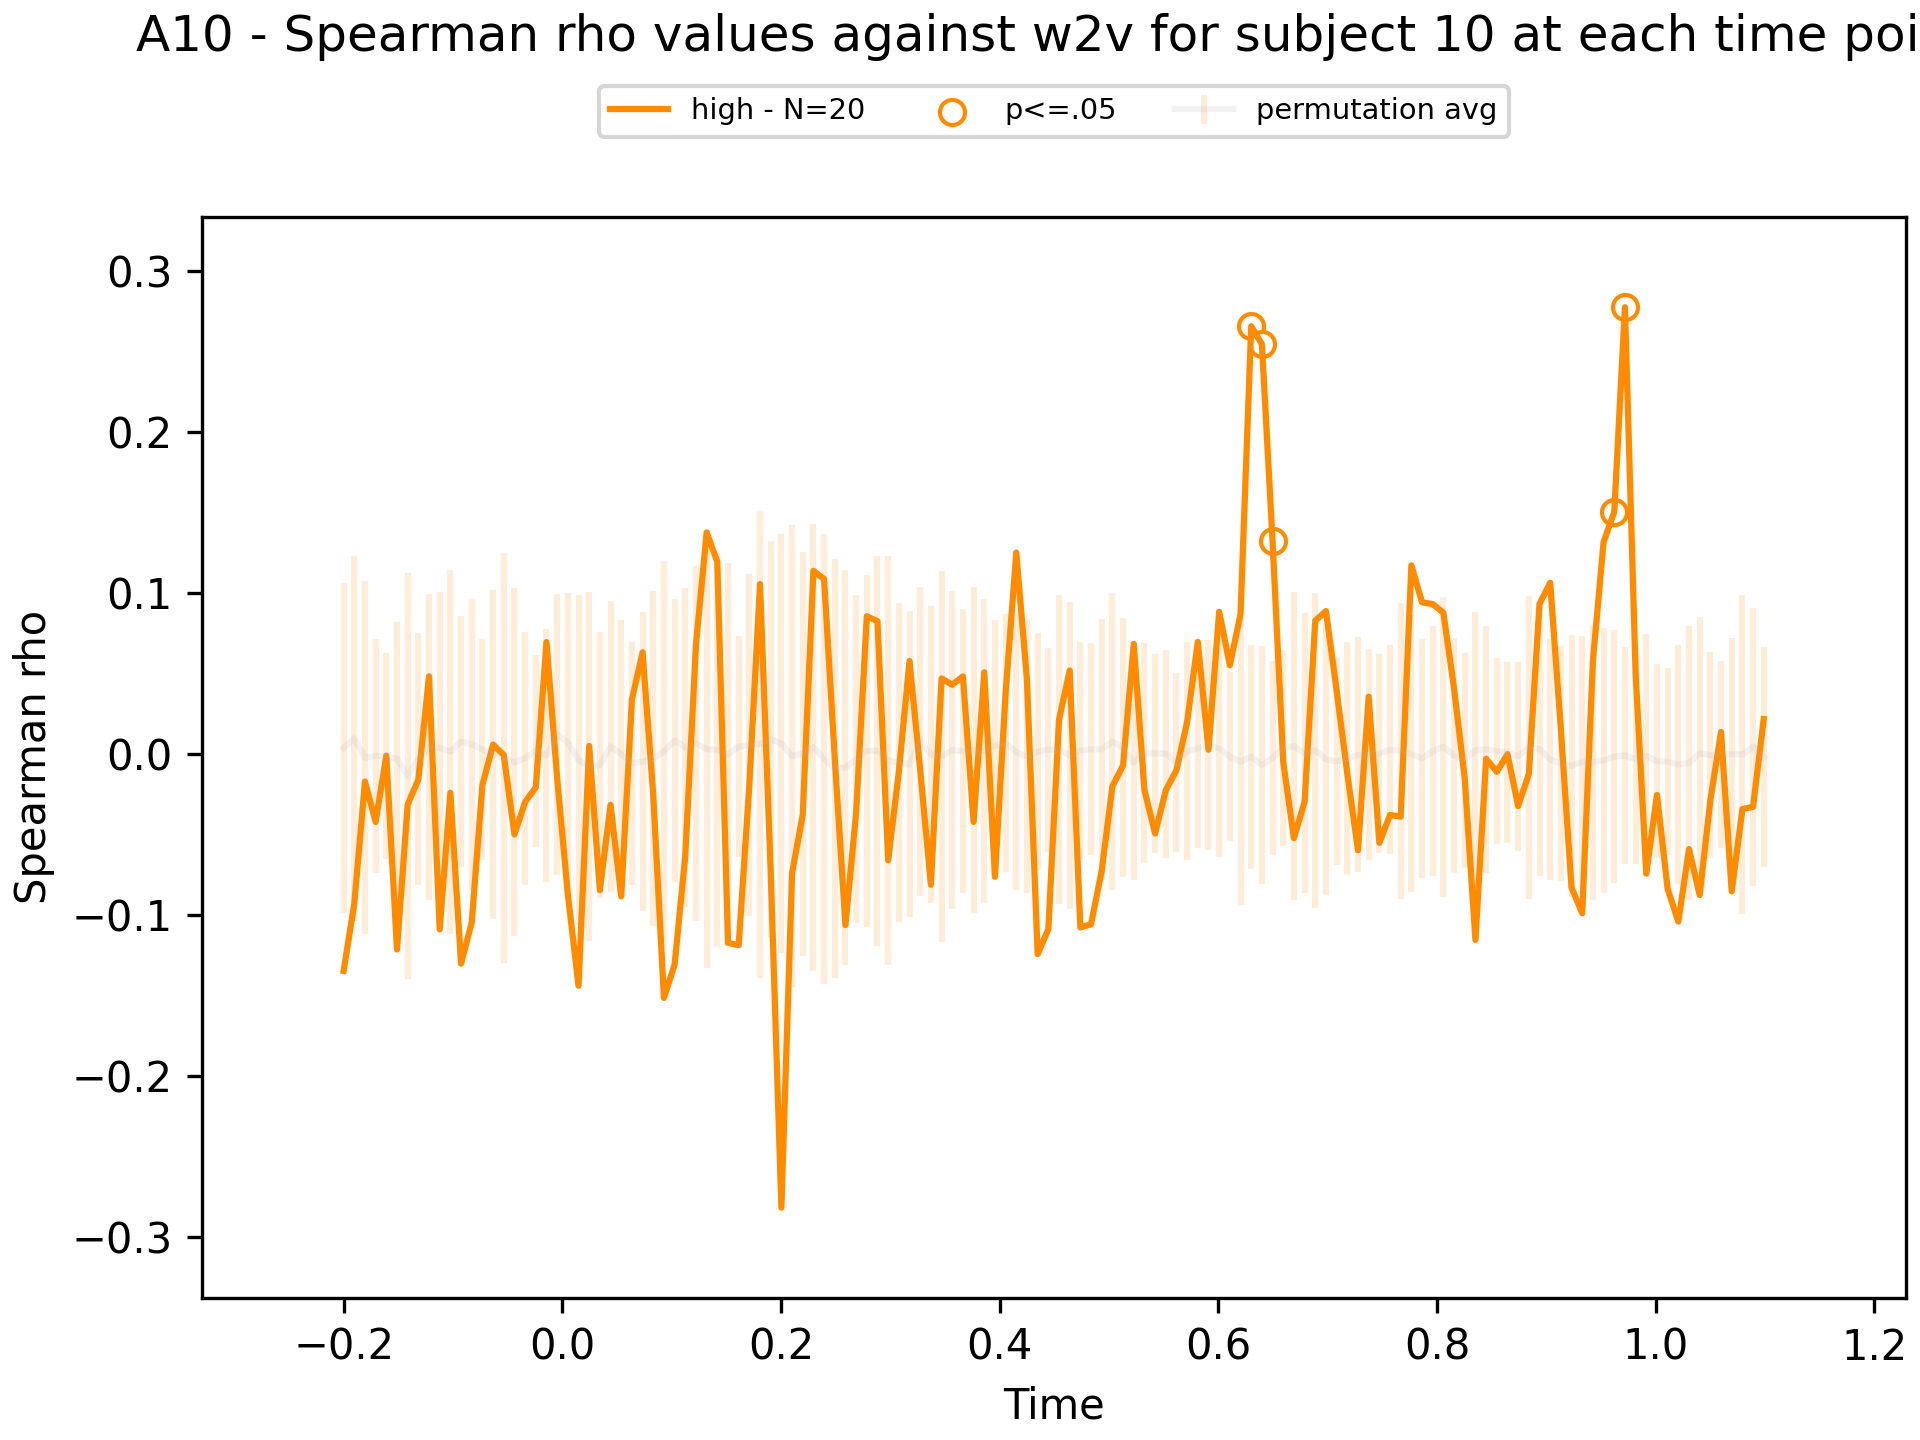 A10 - Spearman rho values against w2v for subject 10 at each time poi
high - N=20 p<=.05 permutation avg
0.3
0.2
0.1
0.0
−0.1
−0.2
−0.3
Spearman rho
−0.2 0.0 0.2 0.4 0.6 0.8 1.0 1.2
Time